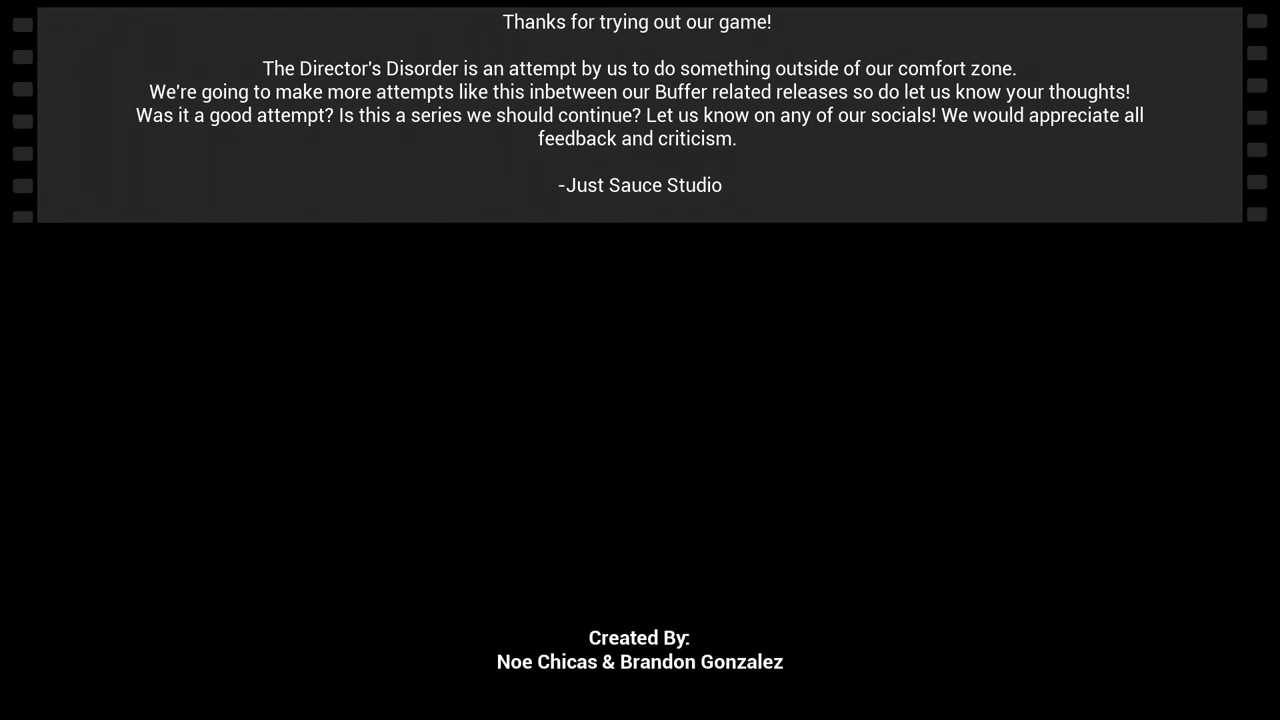 Thanks for trying out our game!
The Director's Disorder is an attempt by us to do something outside of our comfort zone.
We're going to make more attempts like this inbetween our Buffer related releases so do let us know your thoughts!
Was it a good attempt? Is this a series we should continue? Let us know on any of our socials! We would appreciate all
feedback and criticism.
-Just Sauce Studio
Created By:
Noe Chicas & Brandon Gonzalez